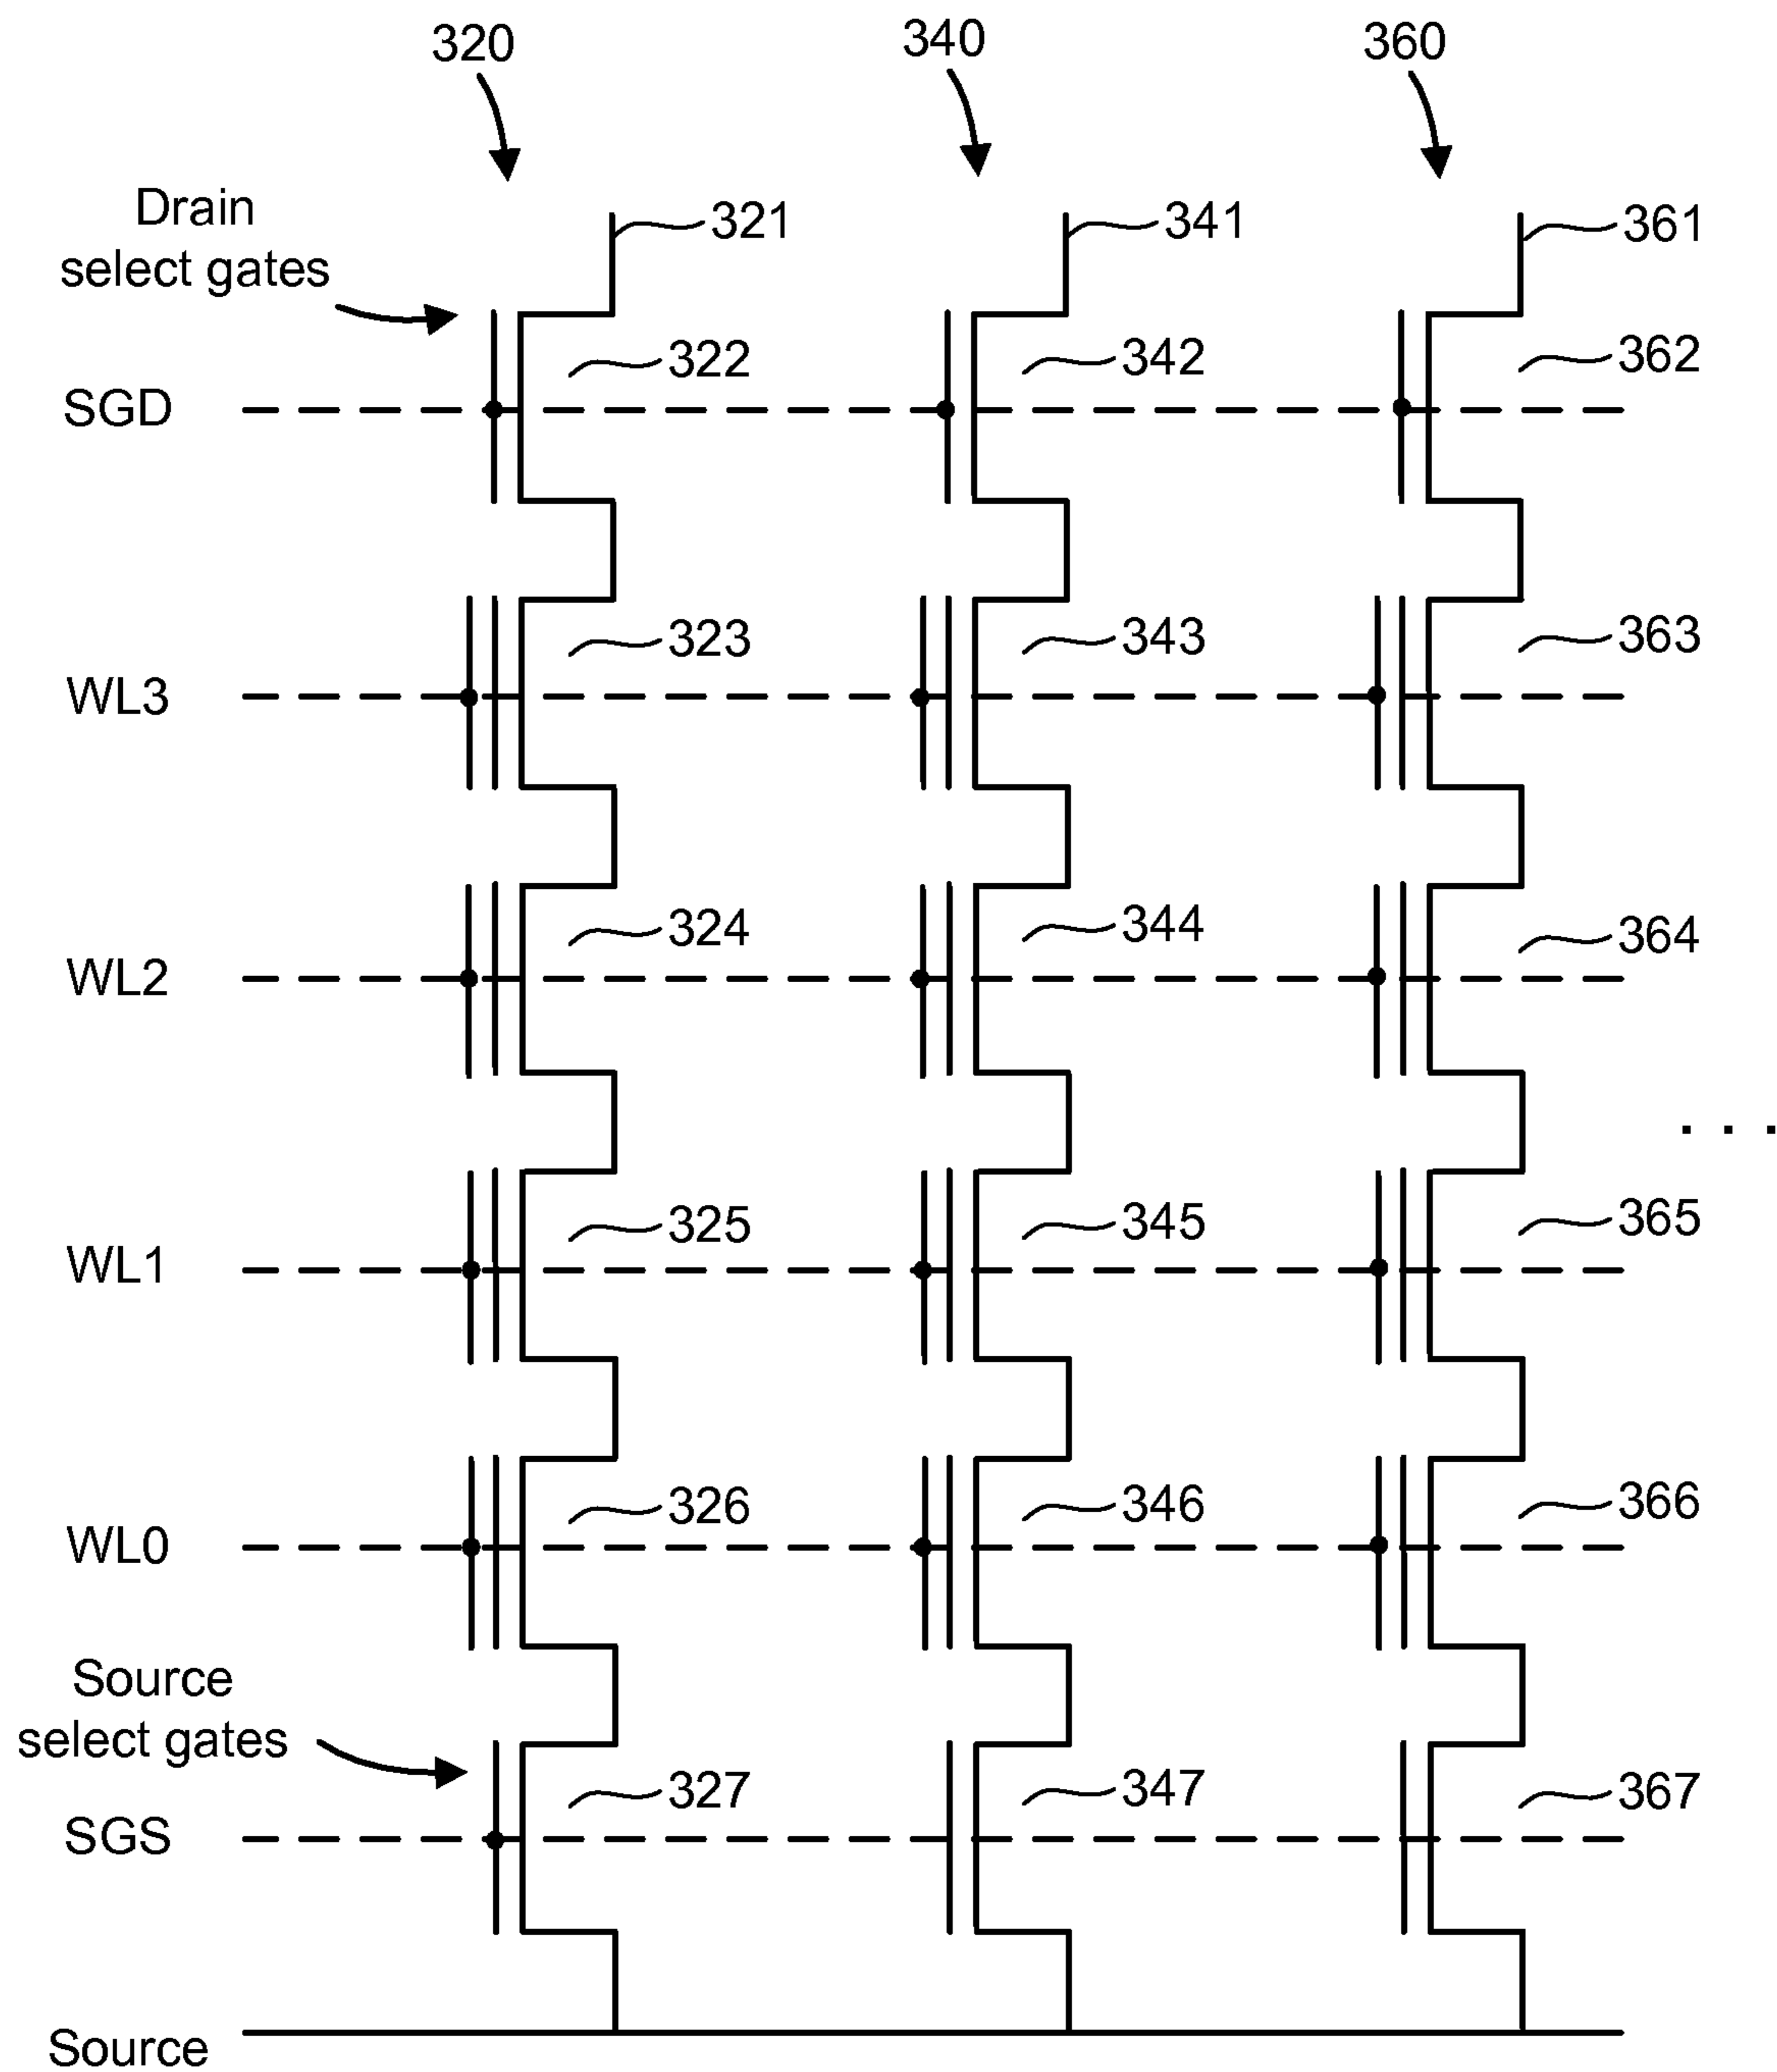 320 340 360
Drain
select gates
321 341 361
322 342 362
SGD
323 343 363
WL3
324 344 364
WL2
. . .
325 345 365
WL1
326 346 366
WL0
Source
select gates
327 347 367
SGS
Source